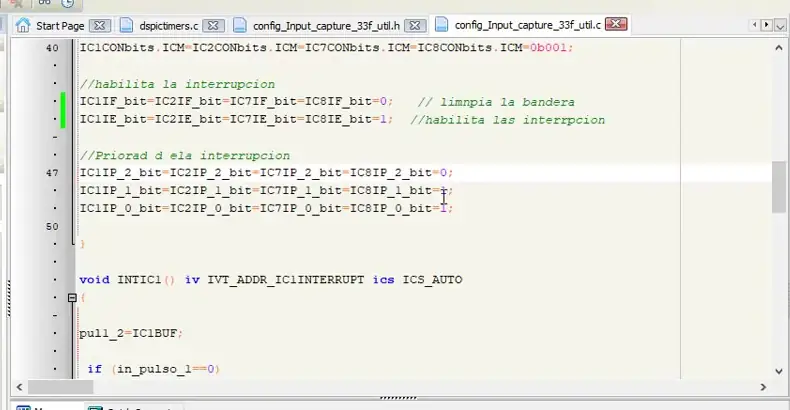 Start Page
dspictimers.c
config_Input_capture_33f_util.h
config_Input_capture_33f_util.c
40 IC1CONbits.ICM=IC2CONbits.ICM=IC7CONbits.ICM=IC8CONbits.ICM=0b001;
//habilita la interrupcion
IC1IF_bit=IC2IF_bit=IC7IF_bit=IC8IF_bit=0; // limnpia la bandera
IC1IE_bit=IC2IE_bit=IC7IE_bit=IC8IE_bit=1; //habilita las interrpcion
//Priorad d ela interrupcion
47 IC1IP_2_bit=IC2IP_2_bit=IC7IP_2_bit=IC8IP_2_bit=0;
IC1IP_1_bit=IC2IP_1_bit=IC7IP_1_bit=IC8IP_1_bit= ;
IC1IP_0_bit=IC2IP_0_bit=IC7IP_0_bit=IC8IP_0_bit=1;
50
}
void INTIC1() iv IVT_ADDR_IC1INTERRUPT ics ICS_AUTO
{
pul1_2=IC1BUF;
if (in_pulso_1==0)